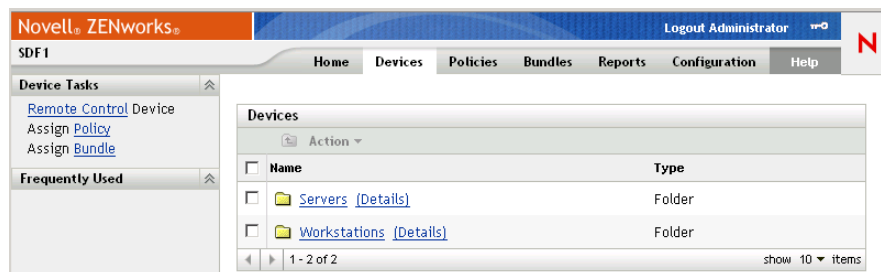 Novell® ZENworks®
Logout Administrator
N
SDF1
Home Devices Policies Bundles Reports Configuration Help
Device Tasks
Remote Control Device
Assign Policy
Assign Bundle
Frequently Used
Devices
Action
Name Type
Servers (Details) Folder
Workstations (Details) Folder
1 - 2 of 2 show 10 items